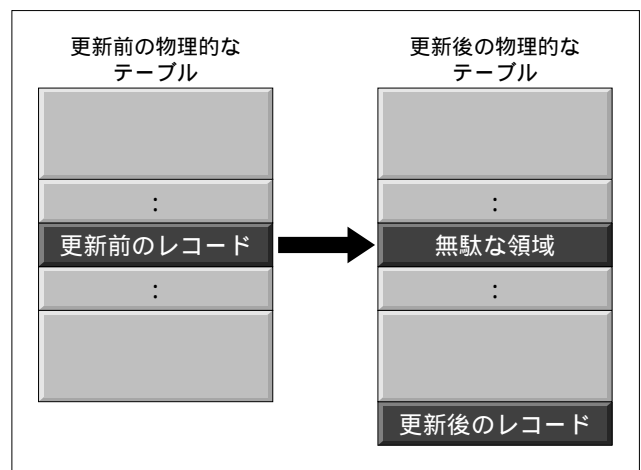 更新前の物理的な
テーブル
:
更新前のレコード
:
更新後の物理的な
テーブル
:
無駄な領域
:
更新後のレコード